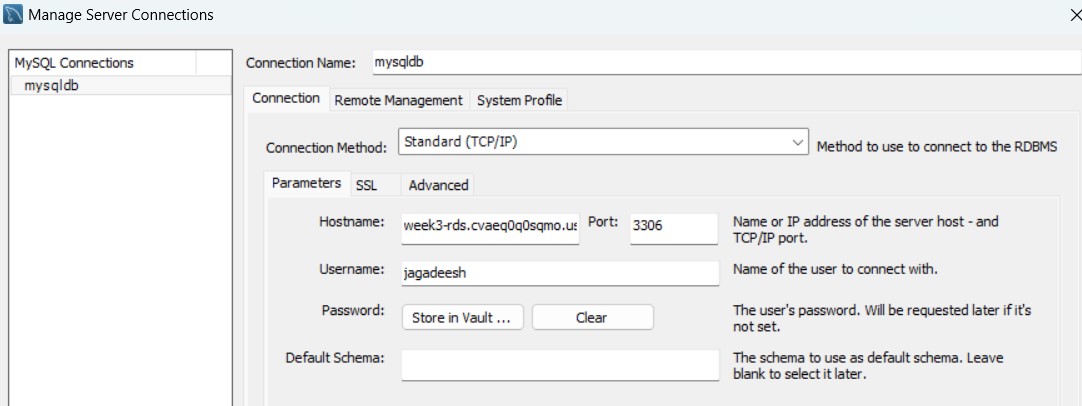 Manage Server Connections
MySQL Connections
mysqldb
Connection Name: mysqldb
Connection Remote Management System Profile
Connection Method: Standard (TCP/IP) Method to use to connect to the RDBMS
Parameters SSL Advanced
Hostname: week3-rds.cvaeq0q0sqmo.us Port: 3306 Name or IP address of the server host - and
TCP/IP port.
Username: jagadeesh Name of the user to connect with.
Password: Store in Vault ... Clear The user's password. Will be requested later if it's
not set.
Default Schema: The schema to use as default schema. Leave
blank to select it later.